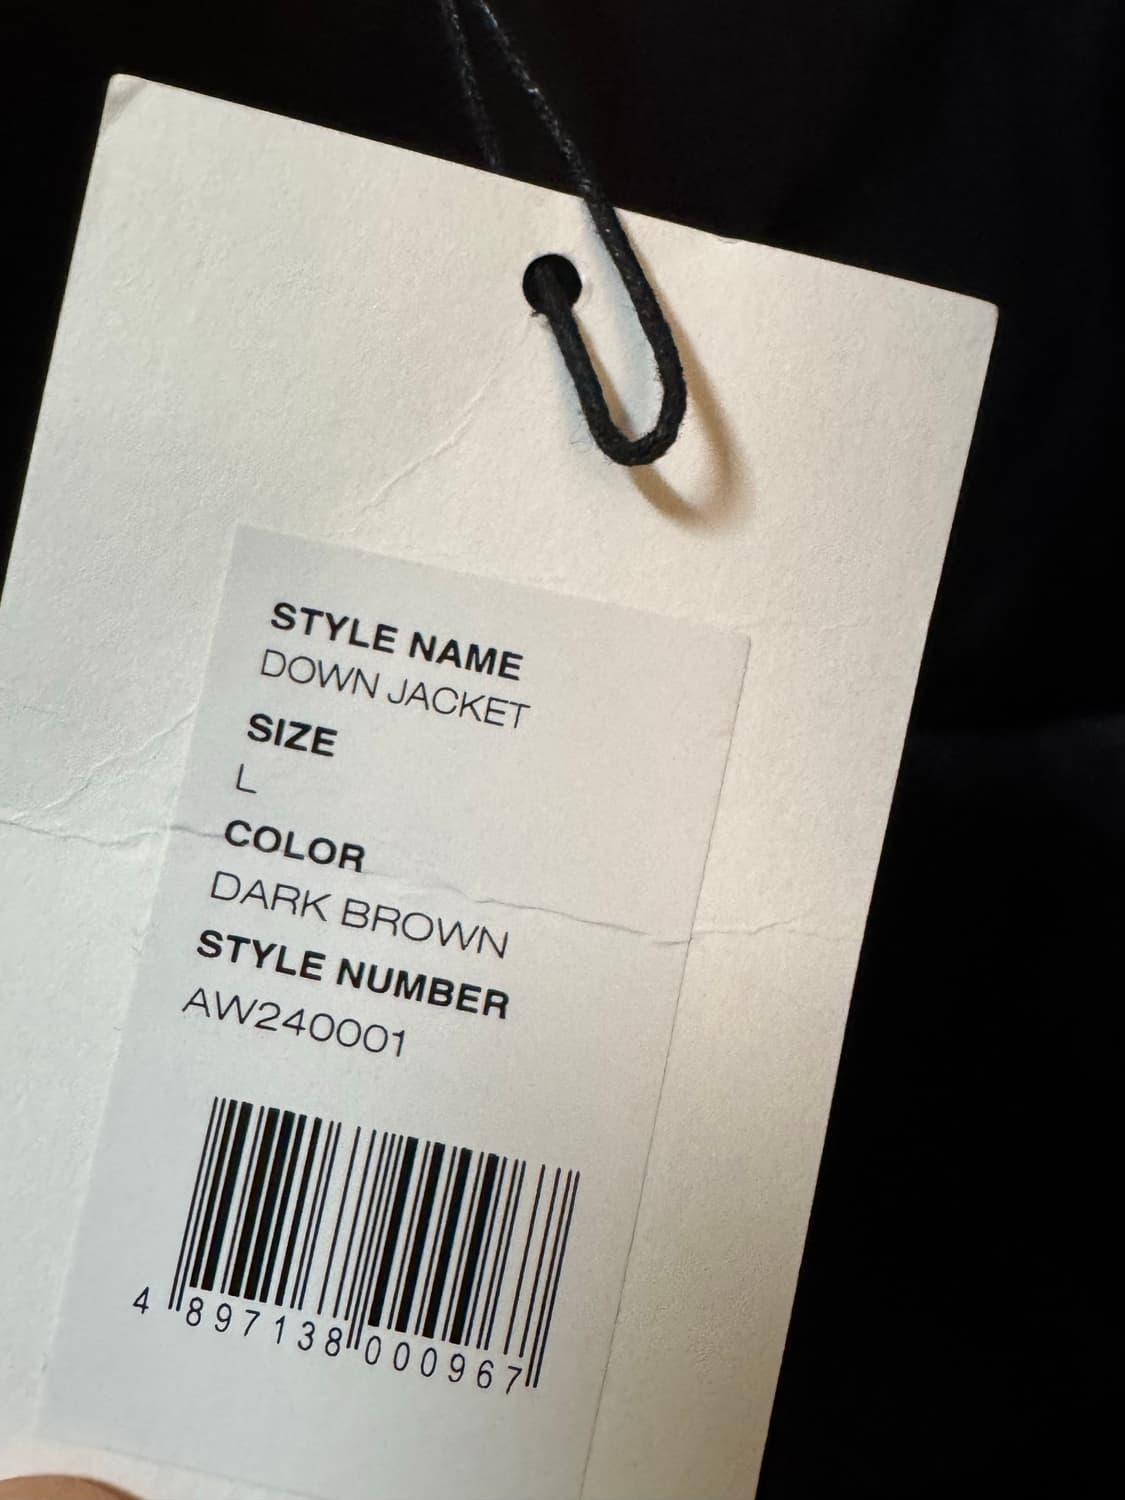 STYLE NAME
DOWN JACKET
SIZE
L
COLOR
DARK BROWN
STYLE NUMBER
AW240001
4 897138 000967